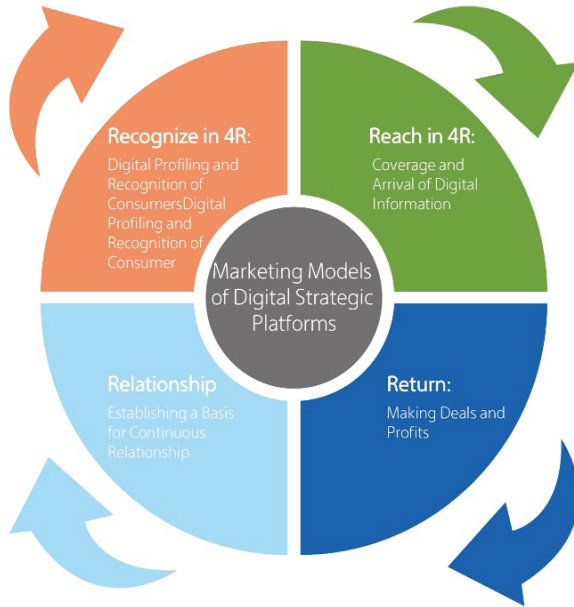 Recognize in 4R:
Digital Profiling and
Recognition of
ConsumersDigital
Profiling and
Recognition of
Consumer
Reach in 4R:
Coverage and
Arrival of Digital
Information
Marketing Models
of Digital Strategic
Platforms
Relationship
Establishing a Basis
for Continuous
Relationship
Return:
Making Deals and
Profits